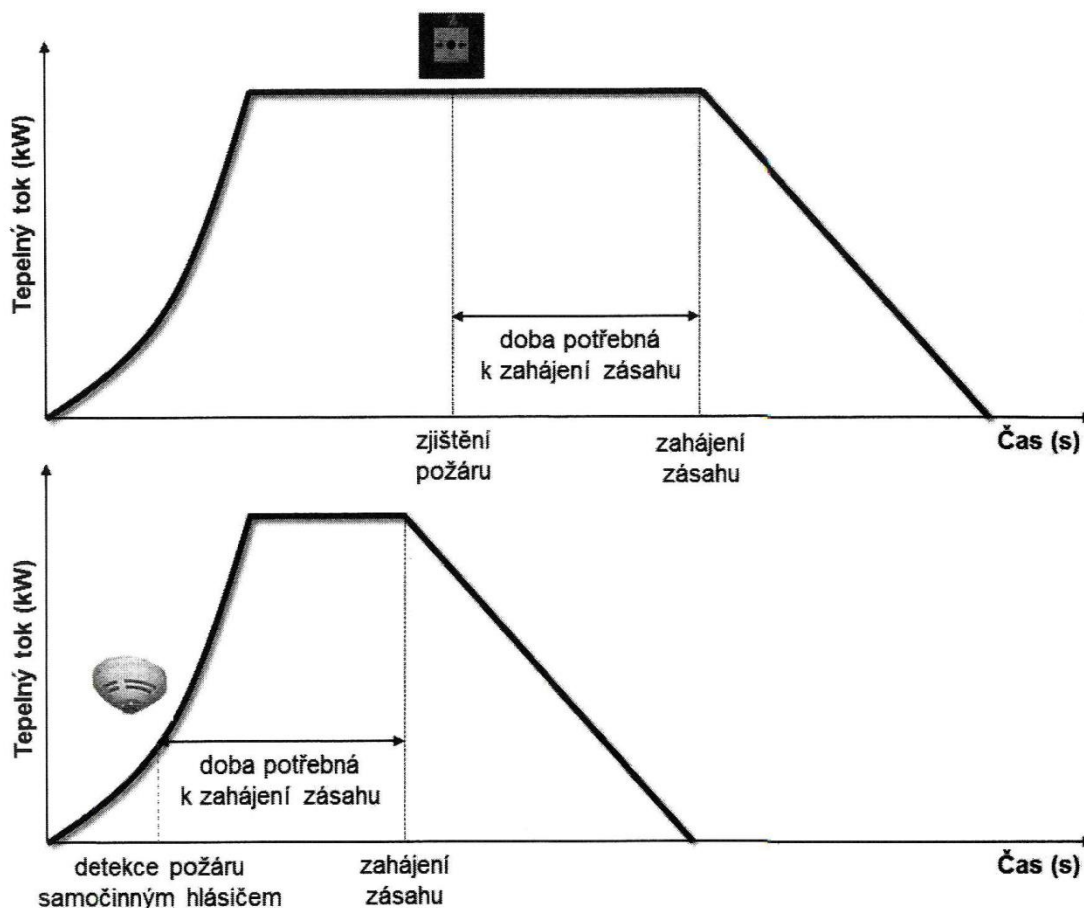 Tepelný tok (kW)
doba potřebná
k zahájení zásahu
zjištění
požáru
zahájení
zásahu
Čas (s)
Tepelný tok (kW)
doba potřebná
k zahájení zásahu
detekce požáru
samočinným hlásičem
zahájení
zásahu
Čas (s)